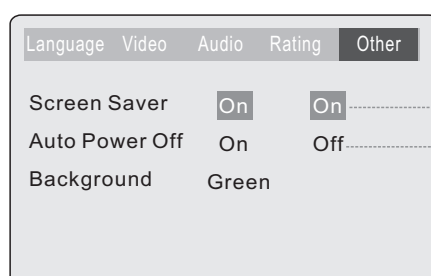 Language Video Audio Rating Other
Screen Saver On On
Auto Power Off On Off
Background Green